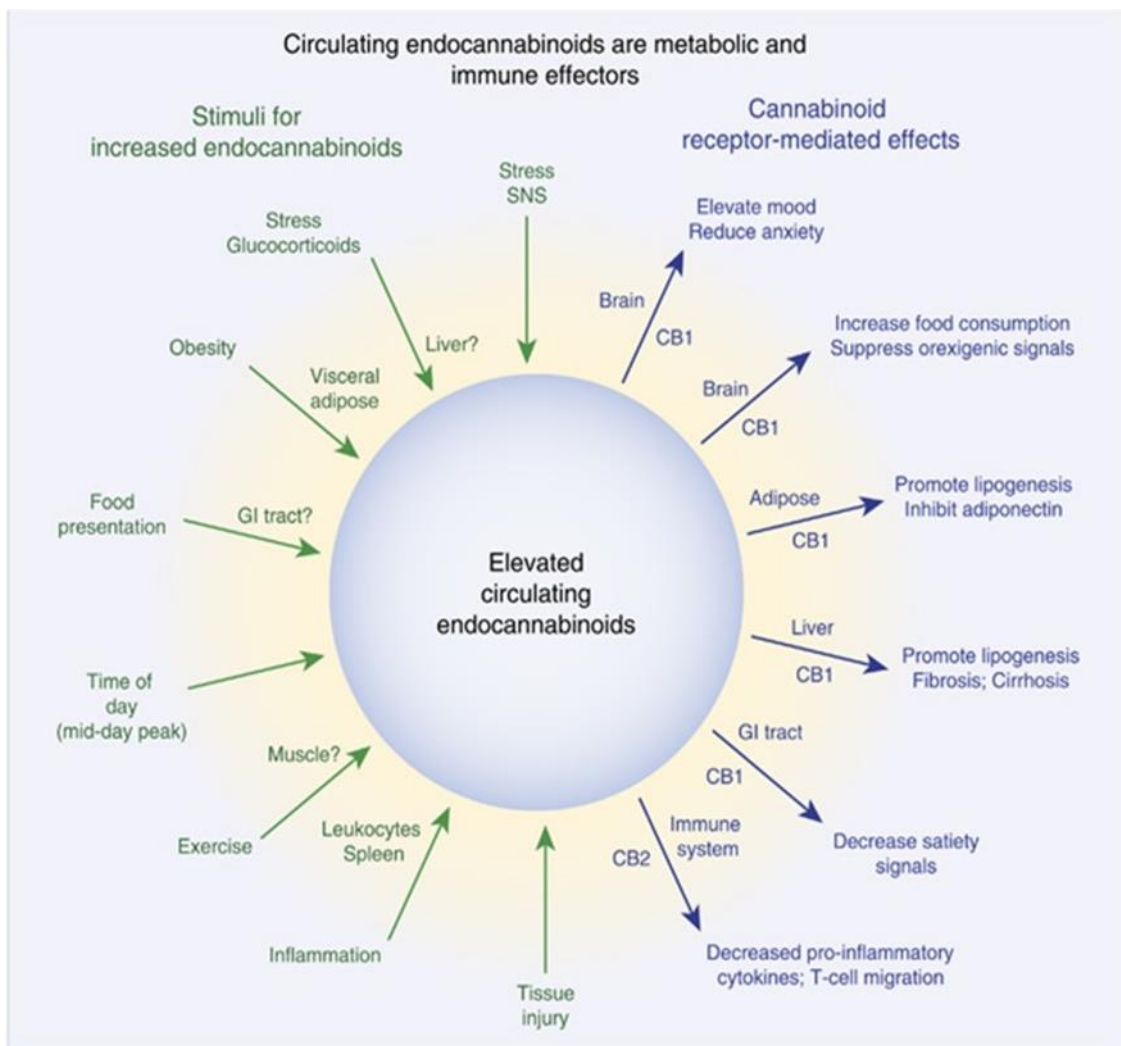 Circulating endocannabinoids are metabolic and
immune effectors
Stimuli for
increased endocannabinoids
Cannabinoid
receptor-mediated effects
Stress
SNS
Stress
Glucocorticoids
Liver?
Obesity
Visceral
adipose
Food
presentation
GI tract?
Time of
day
(mid-day peak)
Muscle?
Exercise
Leukocytes
Spleen
Inflammation
Tissue
injury
Elevated
circulating
endocannabinoids
Elevate mood
Reduce anxiety
Brain
CB1
Increase food consumption
Suppress orexigenic signals
Brain
CB1
Adipose
CB1
Promote lipogenesis
Inhibit adiponectin
Liver
CB1
Promote lipogenesis
Fibrosis; Cirrhosis
GI tract
CB1
Decrease satiety
signals
Immune
system
CB2
Decreased pro-inflammatory
cytokines; T-cell migration